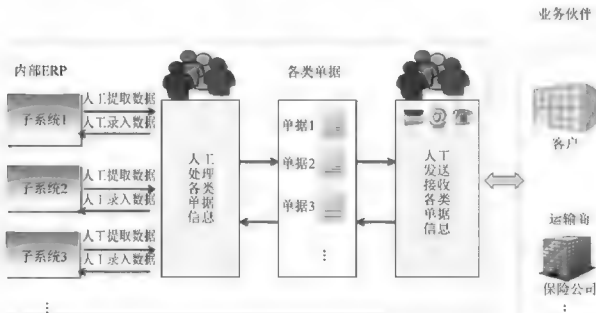 业务伙伴
内部ERP
各类单据
子系统1
人工提取数据
人工录入数据
子系统2
人工提取数据
人工录入数据
子系统3
人工提取数据
人工录入数据
⋮
人工
处理
各类
单据
信息
单据1
单据2
单据3
⋮
人工
发送
接收
各类
单据
信息
客户
运输商
保险公司
⋮